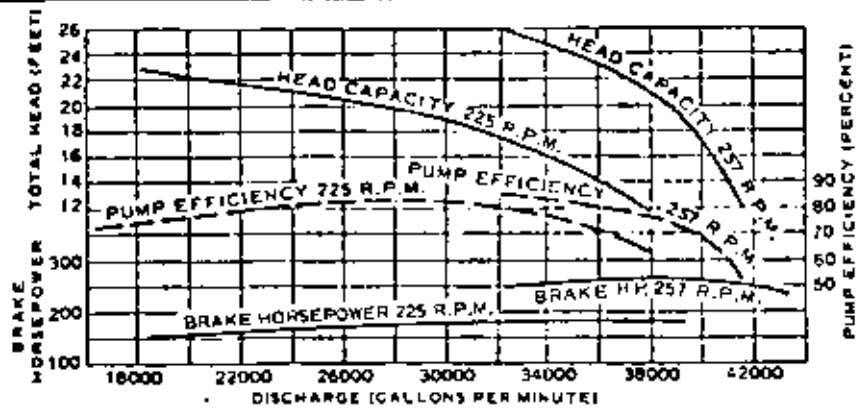 TOTAL HEAD (FEET)
26
24
22
20
18
16
14
12
BRAKE
HORSEPOWER
300
200
100
HEAD CAPACITY 225 R.P.M.
HEAD CAPACITY 257 R.P.M.
PUMP EFFICIENCY 225 R.P.M.
PUMP EFFICIENCY 257 R.P.M.
BRAKE HORSEPOWER 225 R.P.M.
BRAKE H.P. 257 R.P.M.
90
80
70
60
50
PUMP EFFICIENCY (PERCENT)
18000 22000 26000 30000 34000 38000 42000
DISCHARGE (GALLONS PER MINUTE)